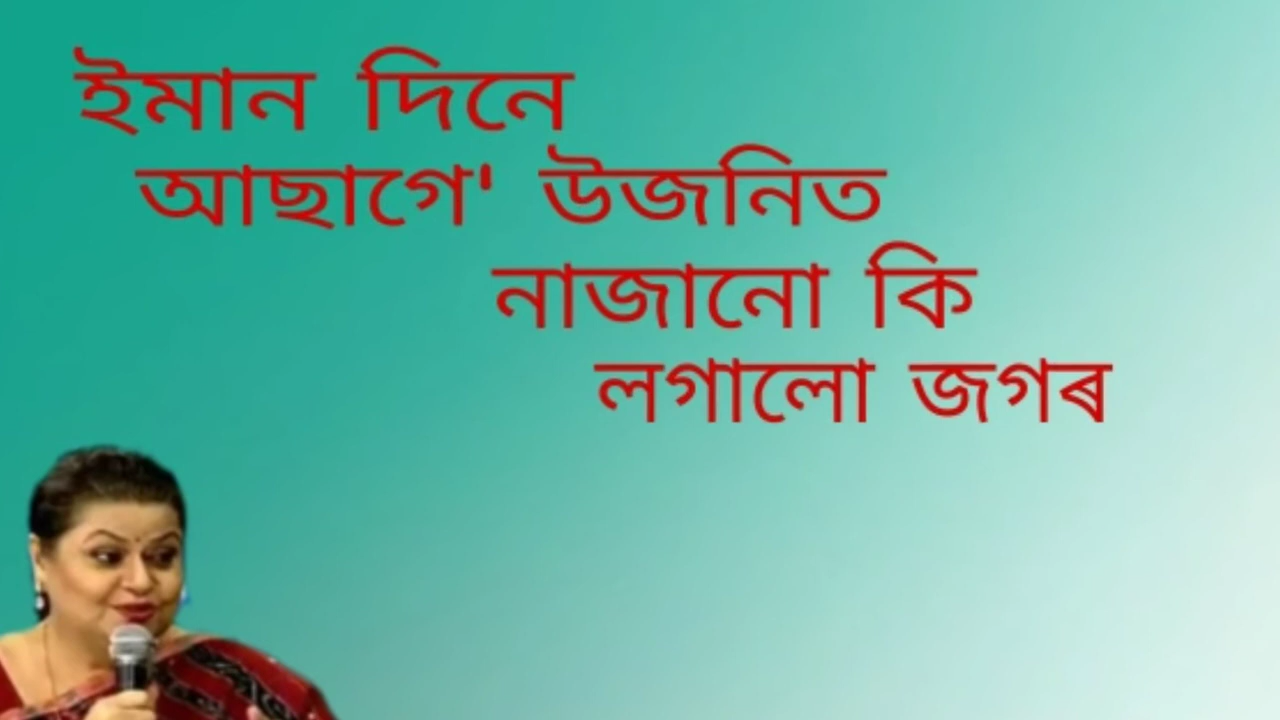 ইমান দিনে
আছাগে' উজনিত
নাজানো কি
লগালো জগৰ